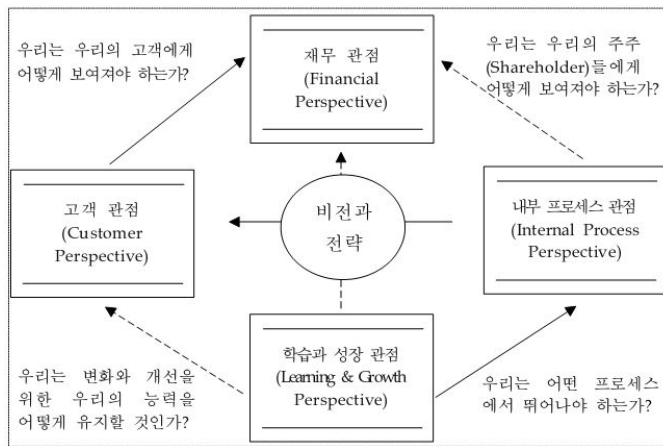 우리는 우리의 고객에게
어떻게 보여져야 하는가?
재무 관점
(Financial
Perspective)
우리는 우리의 주주
(Shareholder)들에게
어떻게 보여져야 하는가?
고객 관점
(Customer
Perspective)
비전과
전략
내부 프로세스 관점
(Internal Process
Perspective)
우리는 변화와 개선을
위한 우리의 능력을
어떻게 유지할 것인가?
학습과 성장 관점
(Learning & Growth
Perspective)
우리는 어떤 프로세스
에서 뛰어나야 하는가?